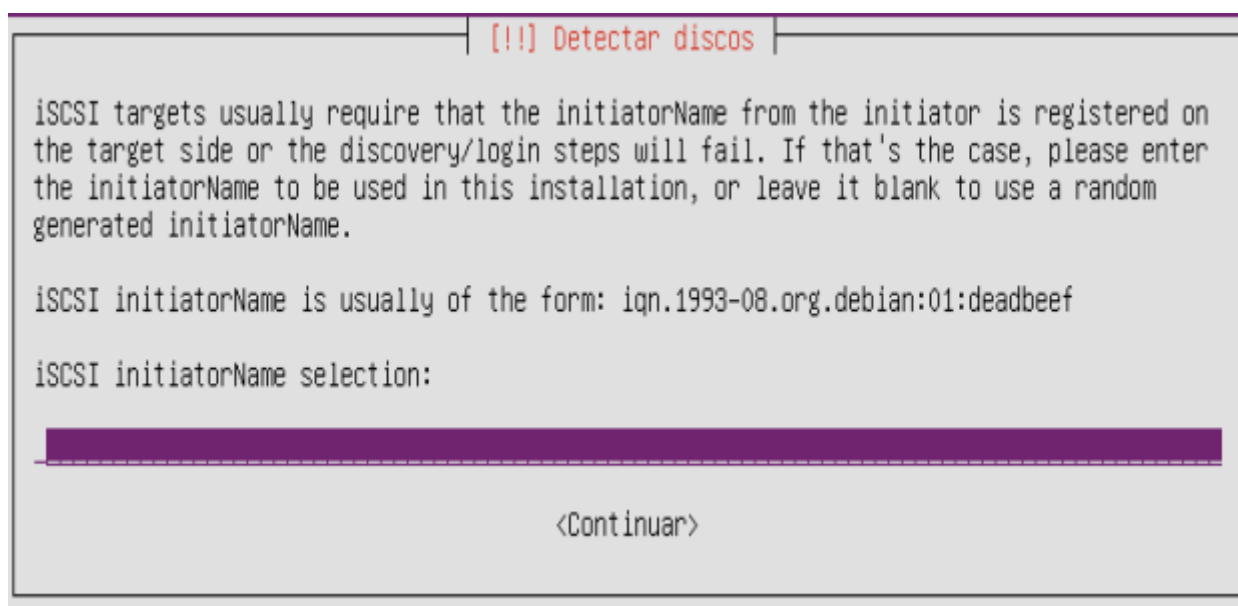 [!!] Detectar discos
iSCSI targets usually require that the initiatorName from the initiator is registered on
the target side or the discovery/login steps will fail. If that's the case, please enter
the initiatorName to be used in this installation, or leave it blank to use a random
generated initiatorName.
iSCSI initiatorName is usually of the form: iqn.1993-08.org.debian:01:deadbeef
iSCSI initiatorName selection:
<Continuar>